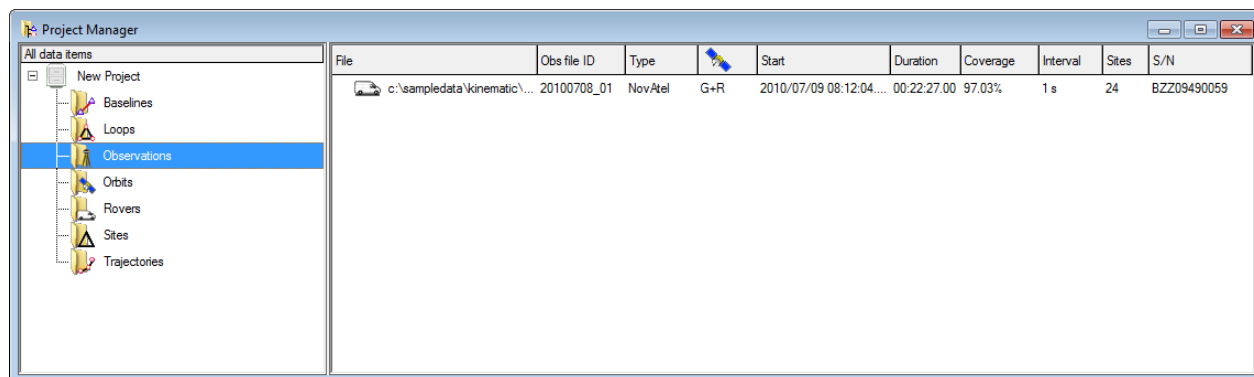 Project Manager
All data items
New Project
Baselines
Loops
Observations
Orbits
Rovers
Sites
Trajectories
File Obs file ID Type Start Duration Coverage Interval Sites S/N
c:\sampledata\kinematic\... 20100708_01 NovAtel G+R 2010/07/09 08:12:04.... 00:22:27.00 97.03% 1 s 24 BZZ09490059